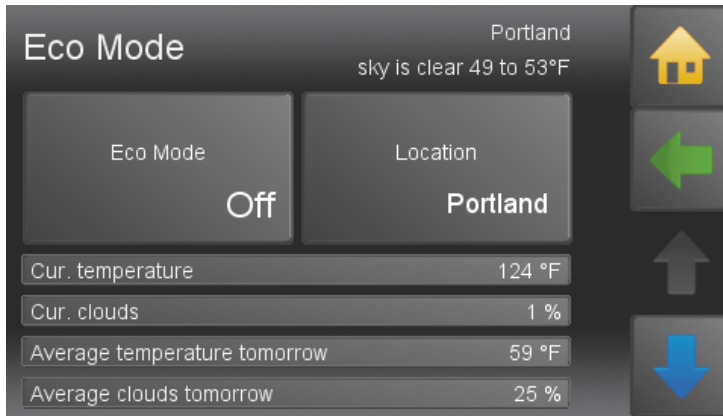 Eco Mode
Portland
sky is clear 49 to 53°F
Eco Mode
Off
Location
Portland
Cur. temperature 124 °F
Cur. clouds 1 %
Average temperature tomorrow 59 °F
Average clouds tomorrow 25 %